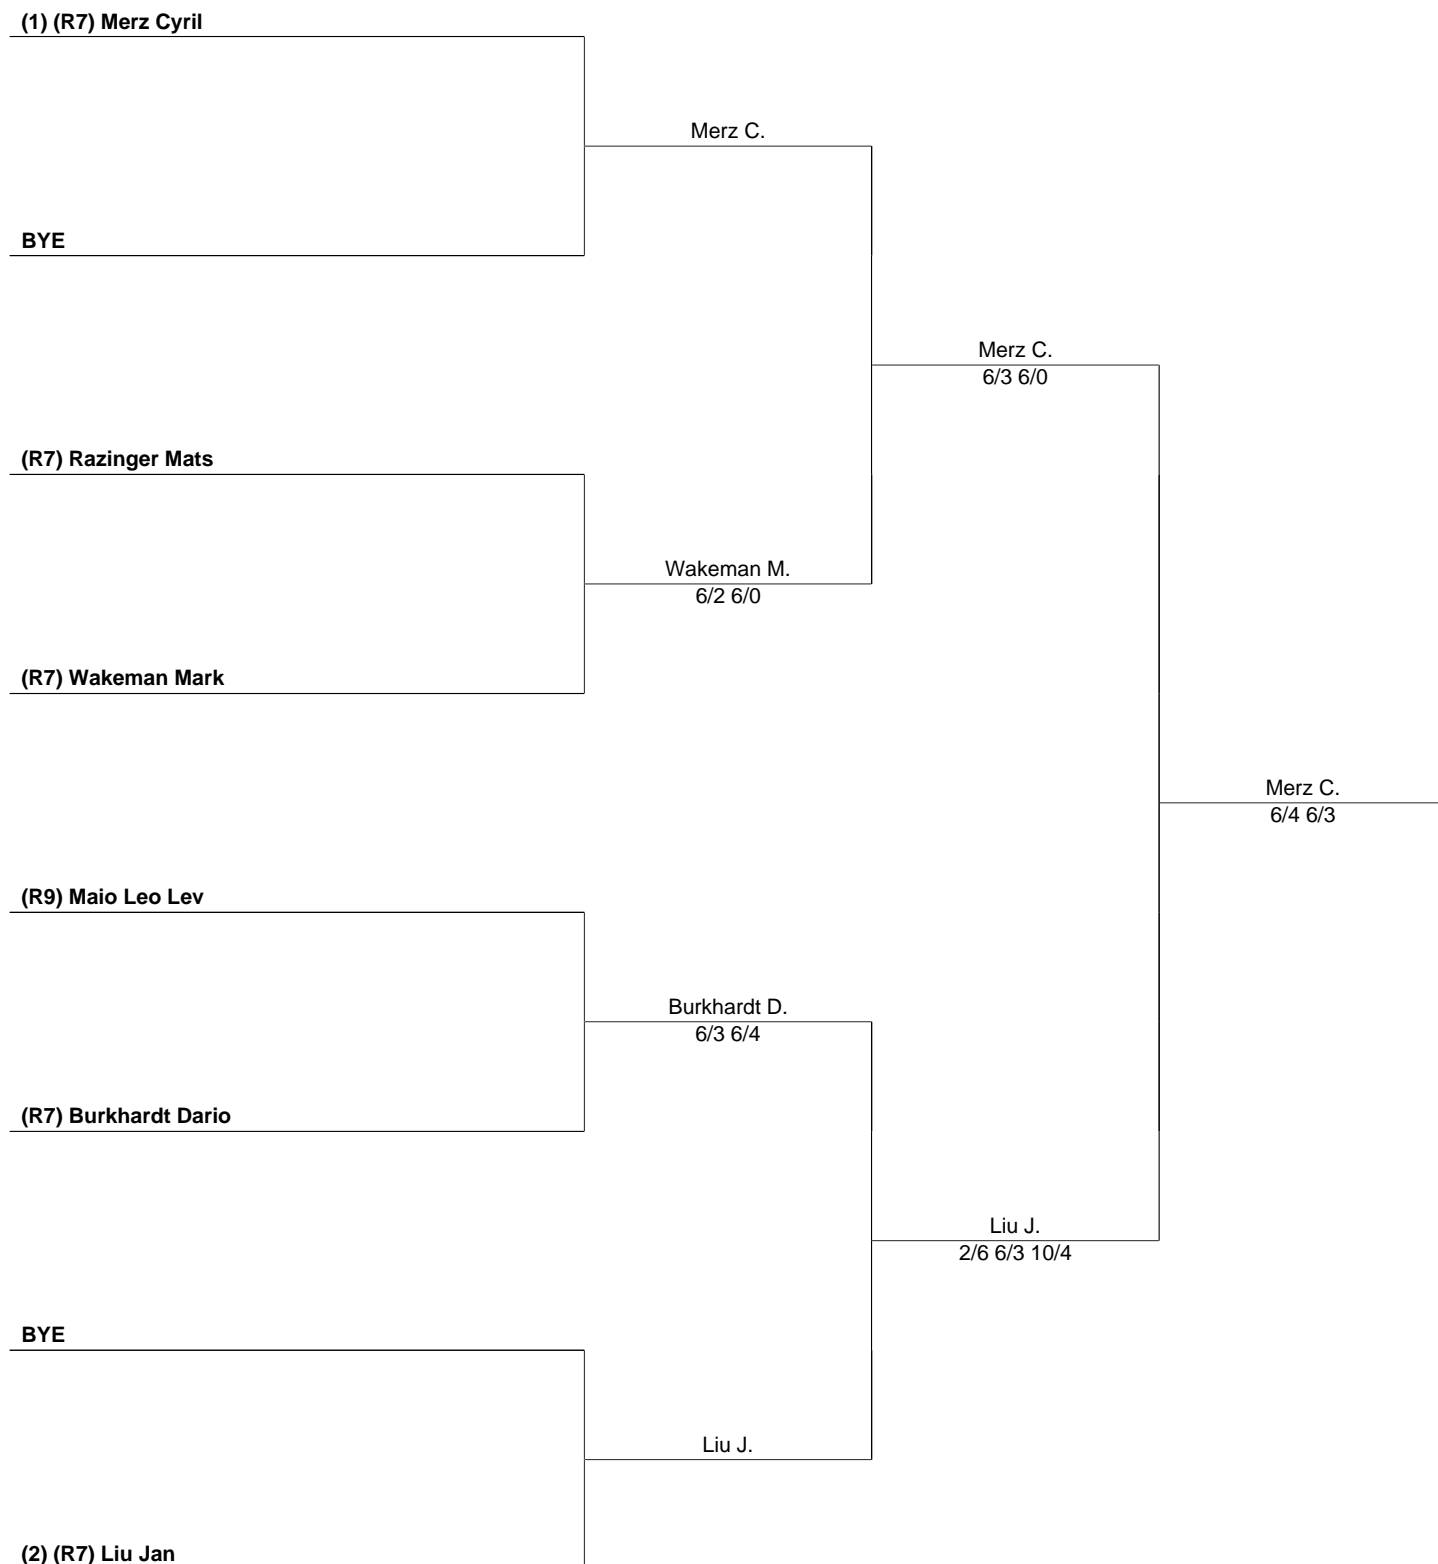 (1) (R7) Merz Cyril
Merz C.
BYE
Merz C.
6/3 6/0
(R7) Razinger Mats
Wakeman M.
6/2 6/0
(R7) Wakeman Mark
Merz C.
6/4 6/3
(R9) Maio Leo Lev
Burkhardt D.
6/3 6/4
(R7) Burkhardt Dario
Liu J.
2/6 6/3 10/4
BYE
Liu J.
(2) (R7) Liu Jan